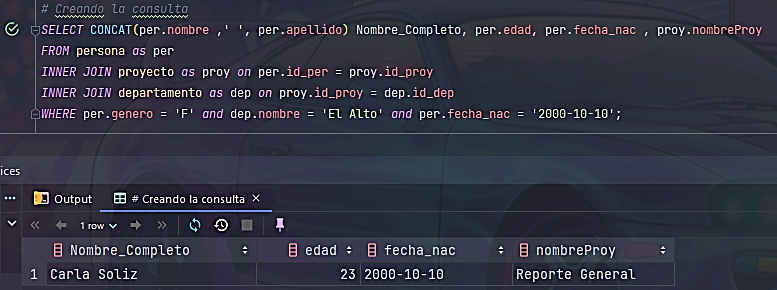 # Creando la consulta
SELECT CONCAT(per.nombre ,' ', per.apellido) Nombre_Completo, per.edad, per.fecha_nac , proy.nombreProy
FROM persona as per
INNER JOIN proyecto as proy on per.id_per = proy.id_proy
INNER JOIN departamento as dep on proy.id_proy = dep.id_dep
WHERE per.genero = 'F' and dep.nombre = 'El Alto' and per.fecha_nac = '2000-10-10';
ices
Output # Creando la consulta
1 row
Nombre_Completo edad fecha_nac nombreProy
1 Carla Soliz 23 2000-10-10 Reporte General